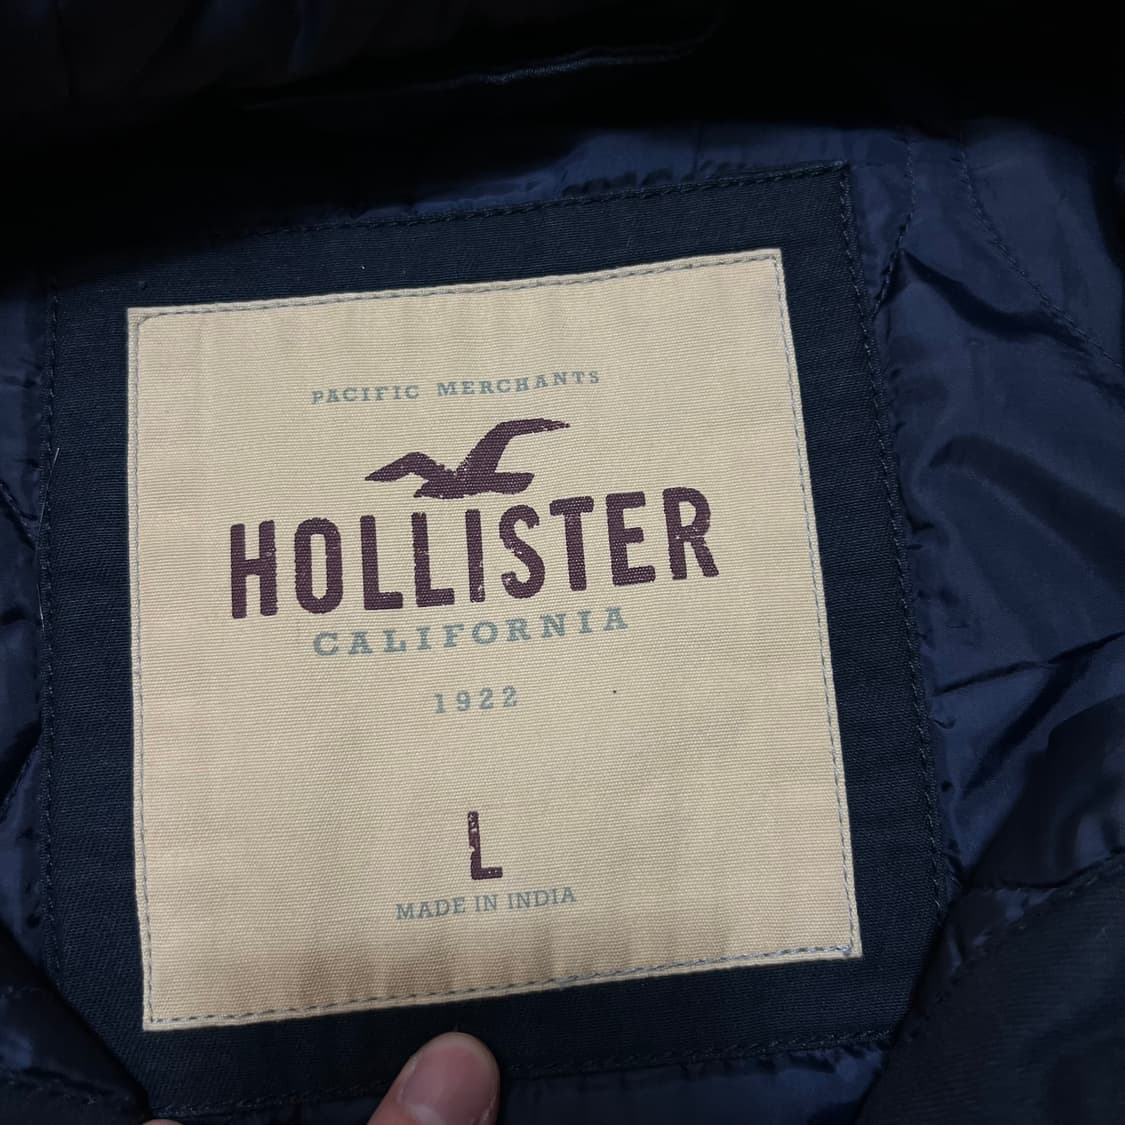 PACIFIC MERCHANTS
HOLLISTER
CALIFORNIA
1922
L
MADE IN INDIA